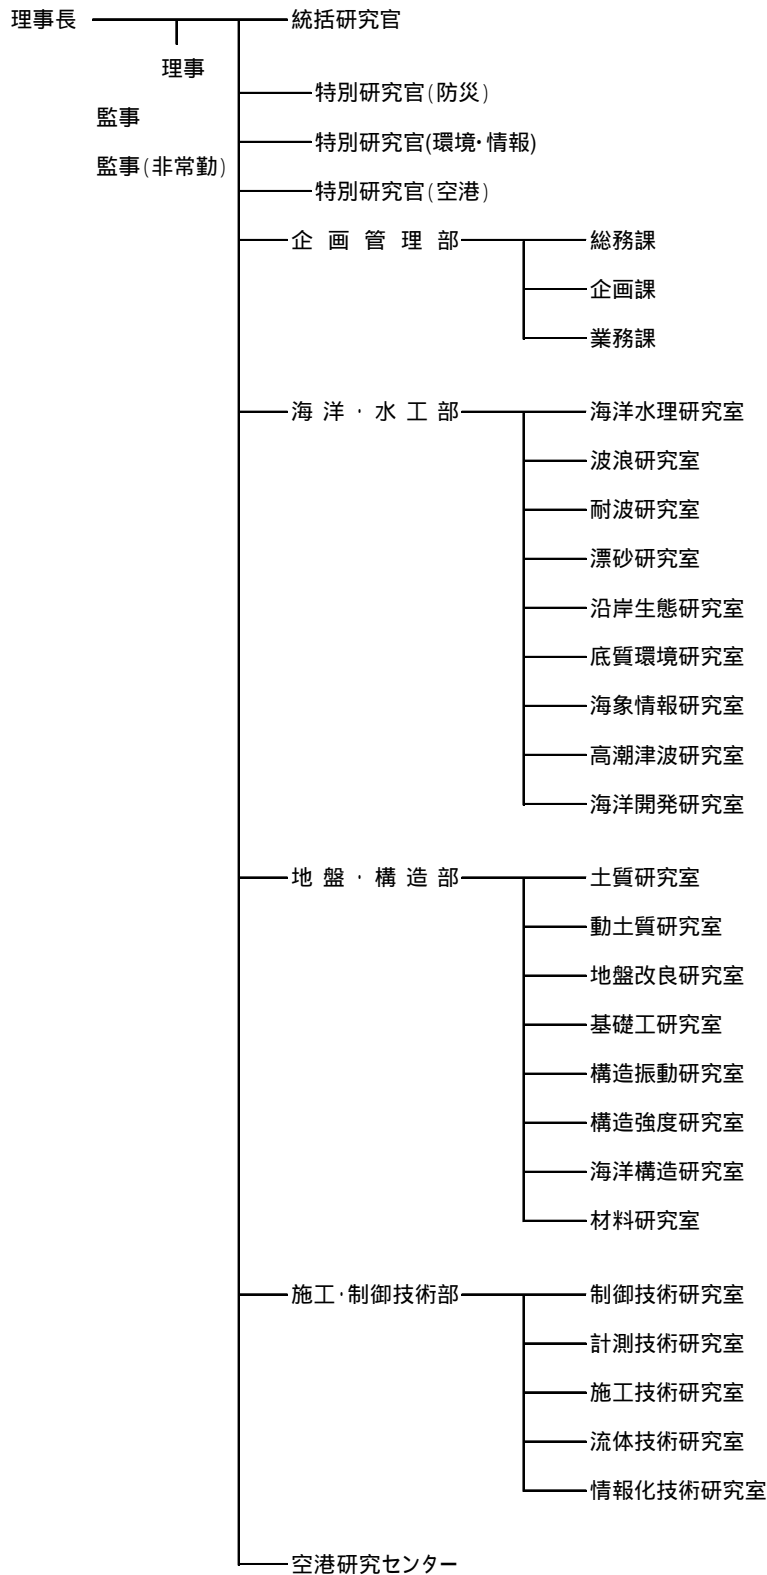 理事長 統括研究官
理事
特別研究官(防災)
監事
特別研究官(環境・情報)
監事(非常勤)
特別研究官(空港)
企画管理部 総務課
企画課
業務課
海洋・水工部 海洋水理研究室
波浪研究室
耐波研究室
漂砂研究室
沿岸生態研究室
底質環境研究室
海象情報研究室
高潮津波研究室
海洋開発研究室
地盤・構造部 土質研究室
動土質研究室
地盤改良研究室
基礎工研究室
構造振動研究室
構造強度研究室
海洋構造研究室
材料研究室
施工・制御技術部 制御技術研究室
計測技術研究室
施工技術研究室
流体技術研究室
情報化技術研究室
空港研究センター